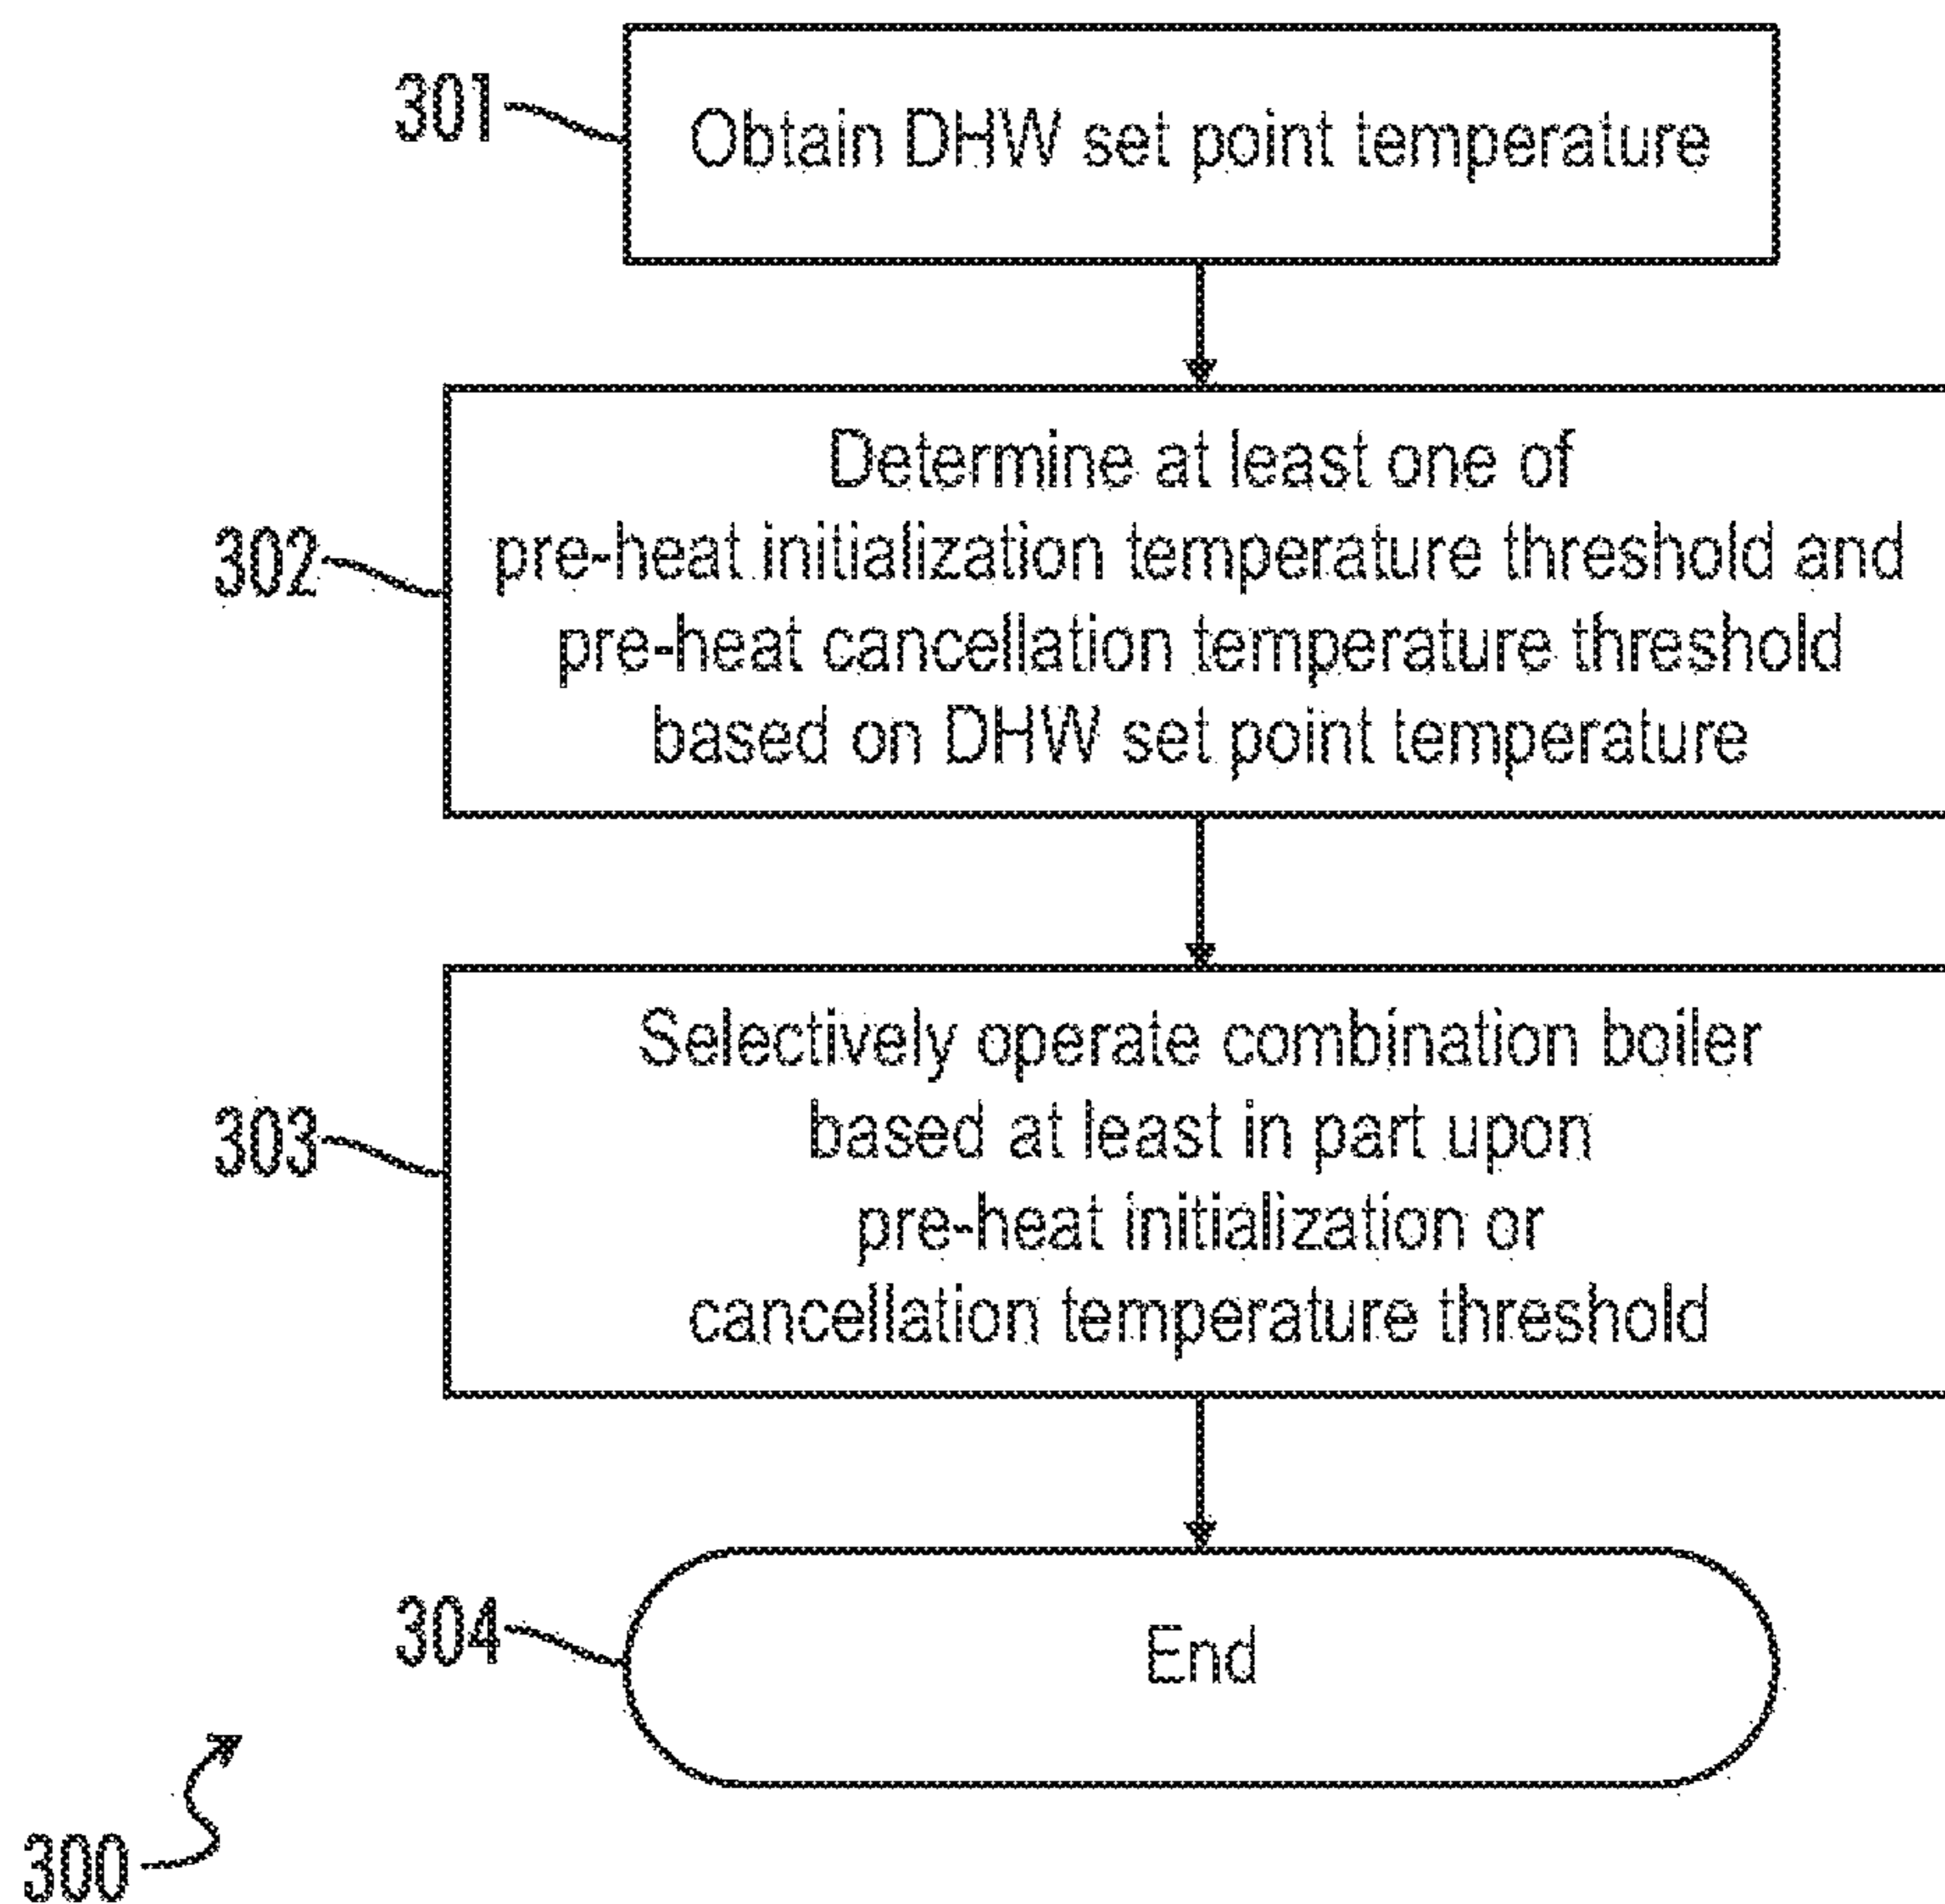 301
Obtain DHW set point temperature
302
Determine at least one of
pre-heat initialization temperature threshold and
pre-heat cancellation temperature threshold
based on DHW set point temperature
303
Selectively operate combination boiler
based at least in part upon
pre-heat initialization or
cancellation temperature threshold
304
End
300